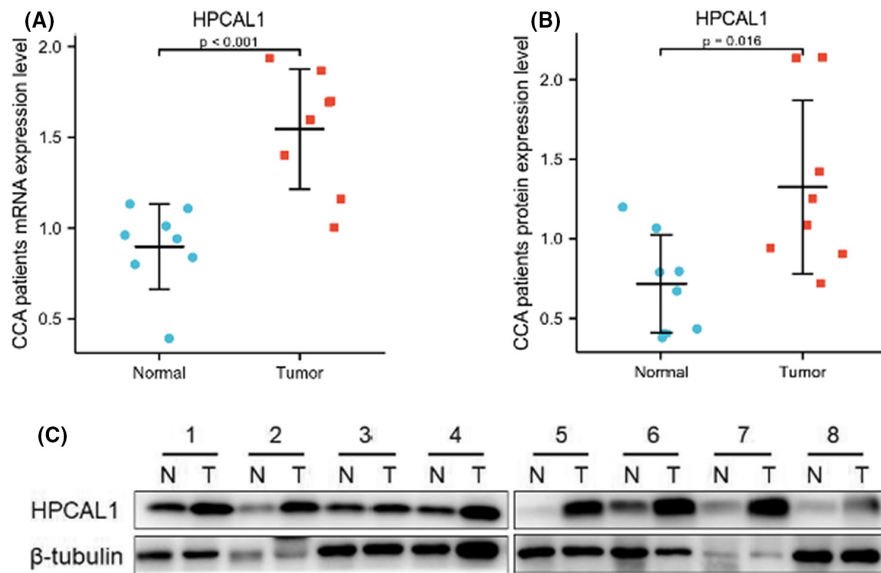 (A)
HPCAL1
p < 0.001
CCA patients mRNA expression level
2.0
1.5
1.0
0.5
Normal Tumor
(B)
HPCAL1
p = 0.016
CCA patients protein expression level
2.0
1.5
1.0
0.5
Normal Tumor
(C)
1 2 3 4 5 6 7 8
N T N T N T N T N T N T N T N T
HPCAL1
β-tubulin